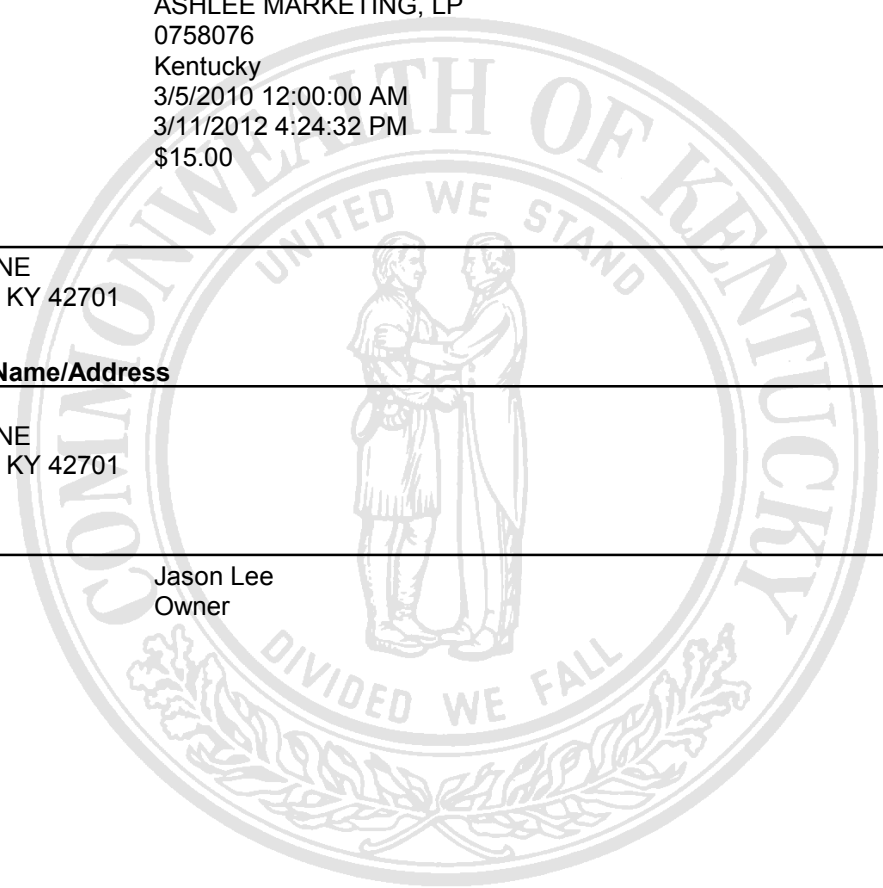 ASHLEE MARKETING, LP
0758076
Kentucky
3/5/2010 12:00:00 AM
3/11/2012 4:24:32 PM
$15.00
NE
KY 42701
Name/Address
NE
KY 42701
Jason Lee
Owner
COMMONWEALTH OF KENTUCKY
UNITED WE STAND
DIVIDED WE FALL